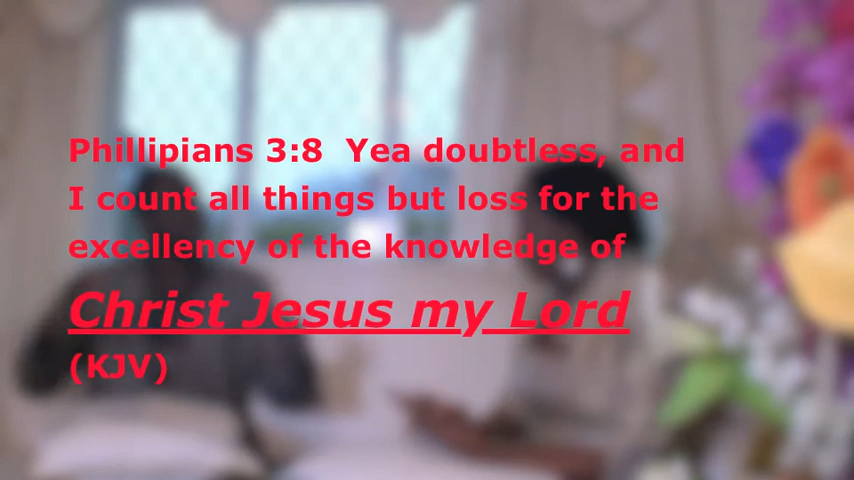 Phillipians 3:8 Yea doubtless, and
I count all things but loss for the
excellency of the knowledge of
Christ Jesus my Lord
(KJV)